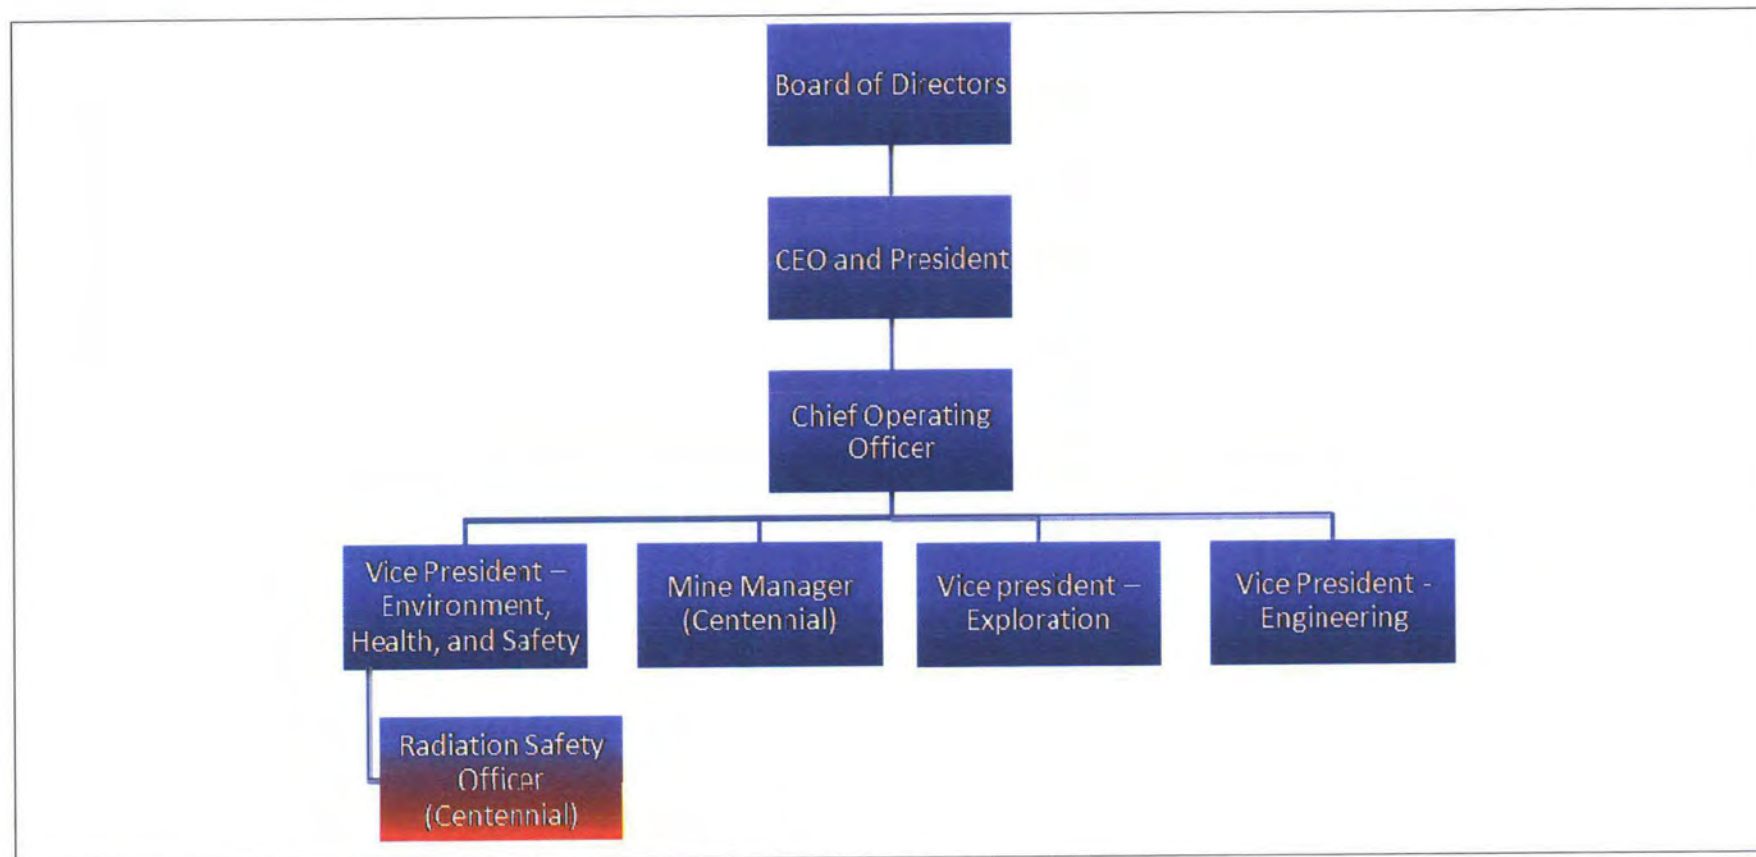 Board of Directors
CEO and President
Chief Operating
Officer
Vice President –
Environment,
Health, and Safety
Mine Manager
(Centennial)
Vice president –
Exploration
Vice President -
Engineering
Radiation Safety
Officer
(Centennial)